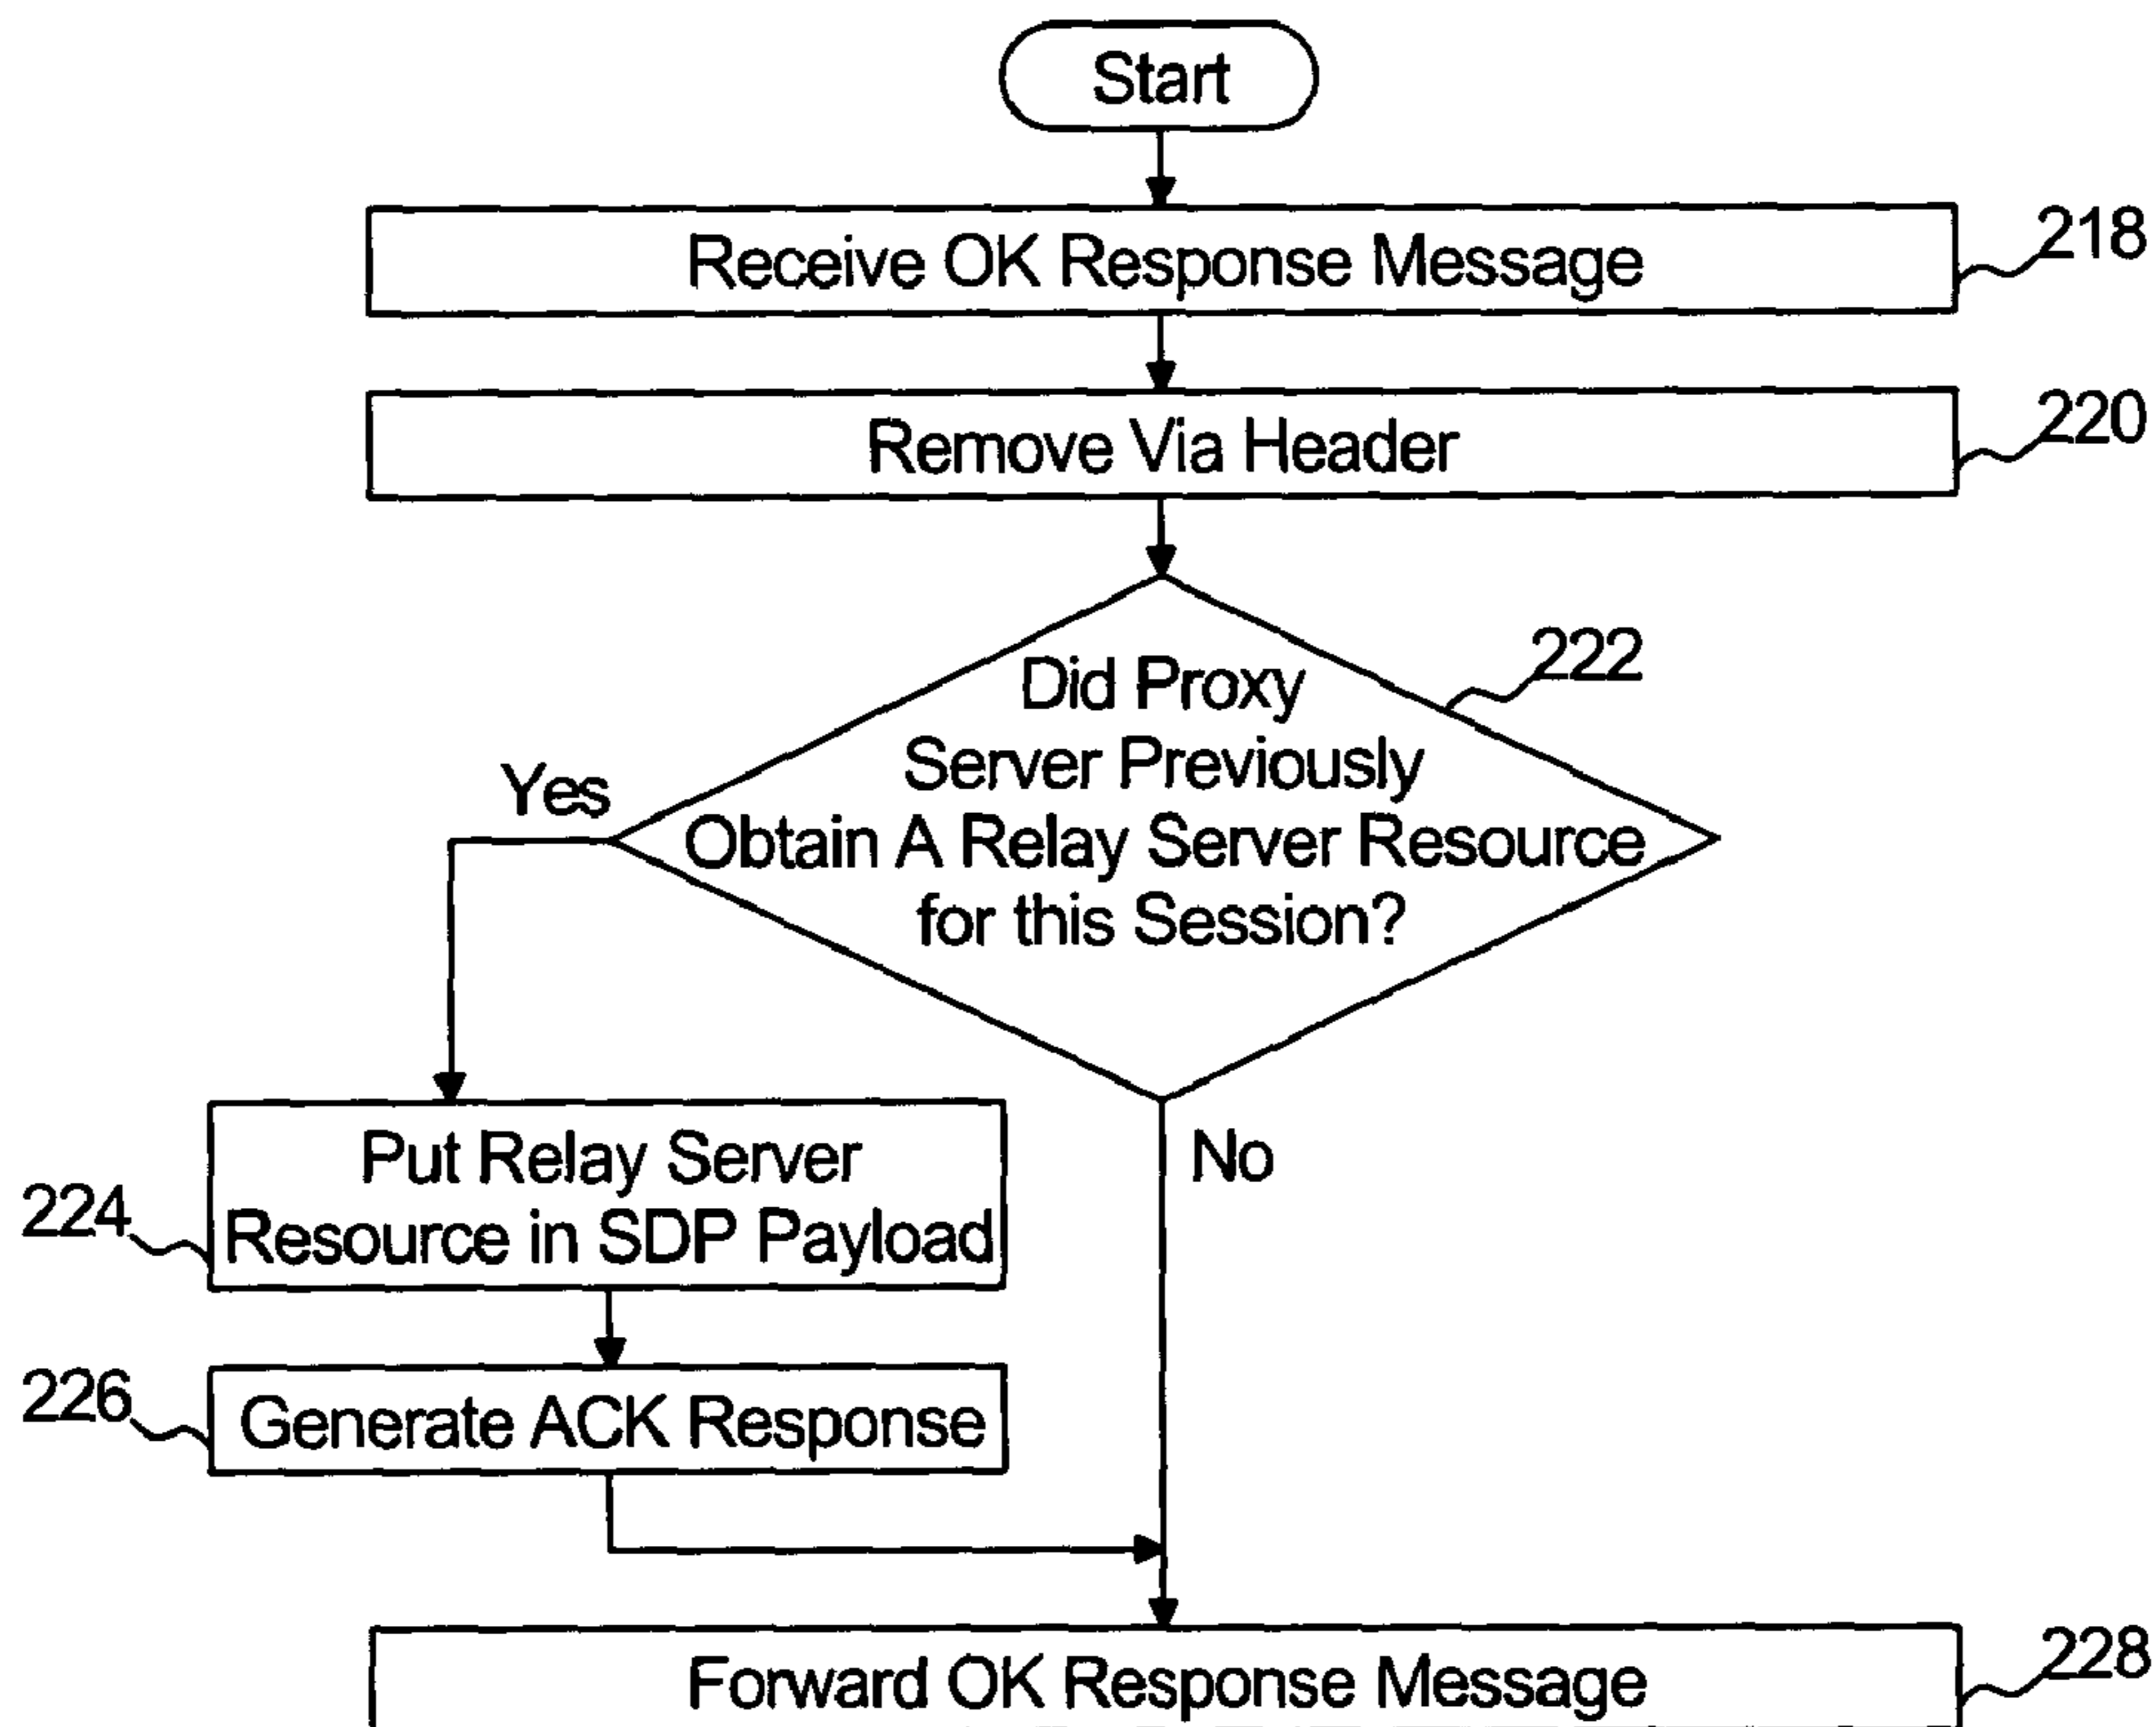 Start
Receive OK Response Message
218
Remove Via Header
220
Did Proxy
Server Previously
Obtain A Relay Server Resource
for this Session?
222
Yes
No
Put Relay Server
Resource in SDP Payload
224
Generate ACK Response
226
Forward OK Response Message
228